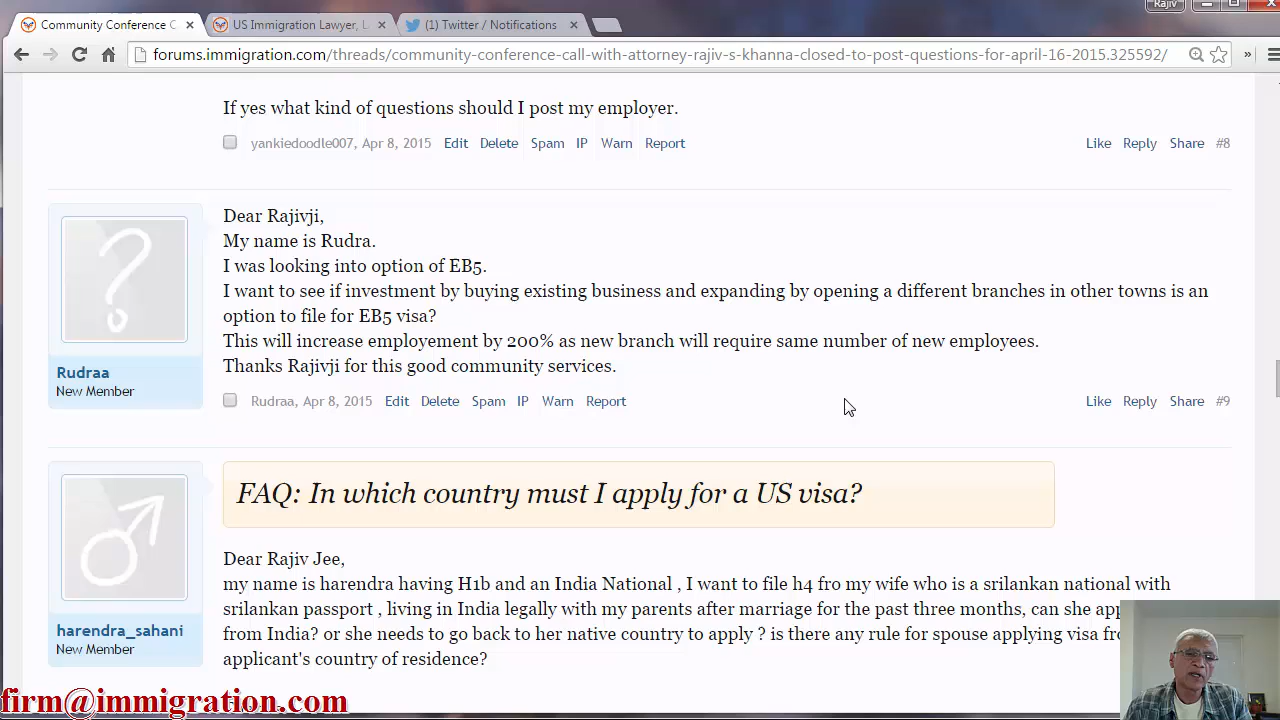 Rajiv
Community Conference C
US Immigration Lawyer, L
(1) Twitter / Notifications
forums.immigration.com/threads/community-conference-call-with-attorney-rajiv-s-khanna-closed-to-post-questions-for-april-16-2015.325592/
If yes what kind of questions should I post my employer.
yankiedoodle007, Apr 8, 2015 Edit Delete Spam IP Warn Report Like Reply Share #8
Dear Rajivji,
My name is Rudra.
I was looking into option of EB5.
I want to see if investment by buying existing business and expanding by opening a different branches in other towns is an
option to file for EB5 visa?
This will increase employement by 200% as new branch will require same number of new employees.
Thanks Rajivji for this good community services.
Rudraa
New Member
Rudraa, Apr 8, 2015 Edit Delete Spam IP Warn Report Like Reply Share #9
FAQ: In which country must I apply for a US visa?
Dear Rajiv Jee,
my name is harendra having H1b and an India National , I want to file h4 fro my wife who is a srilankan national with
srilankan passport , living in India legally with my parents after marriage for the past three months, can she
from India? or she needs to go back to her native country to apply ? is there any rule for spouse applying visa
applicant's country of residence?
harendra_sahani
New Member
firm@immigration.com